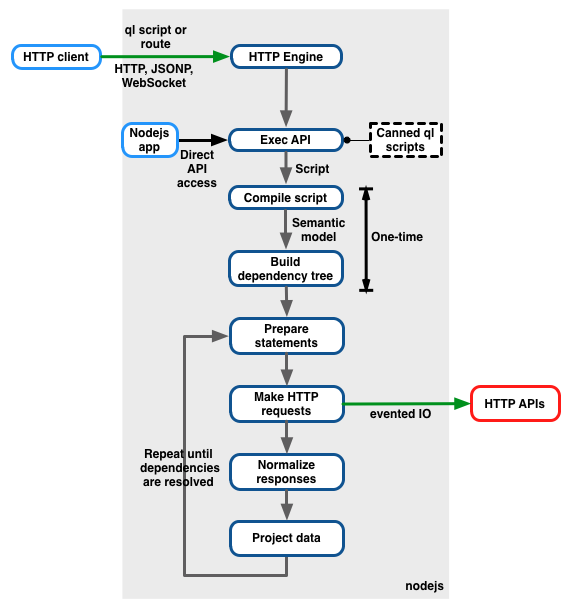 ql script or
route
HTTP client
HTTP Engine
HTTP, JSONP,
WebSocket
Nodejs
app
Exec API
Canned ql
scripts
Direct
API
access
Script
Compile script
Semantic
model
One-time
Build
dependency tree
Prepare
statements
Make HTTP
requests
evented IO
HTTP APIs
Repeat until
dependencies
are resolved
Normalize
responses
Project data
nodejs